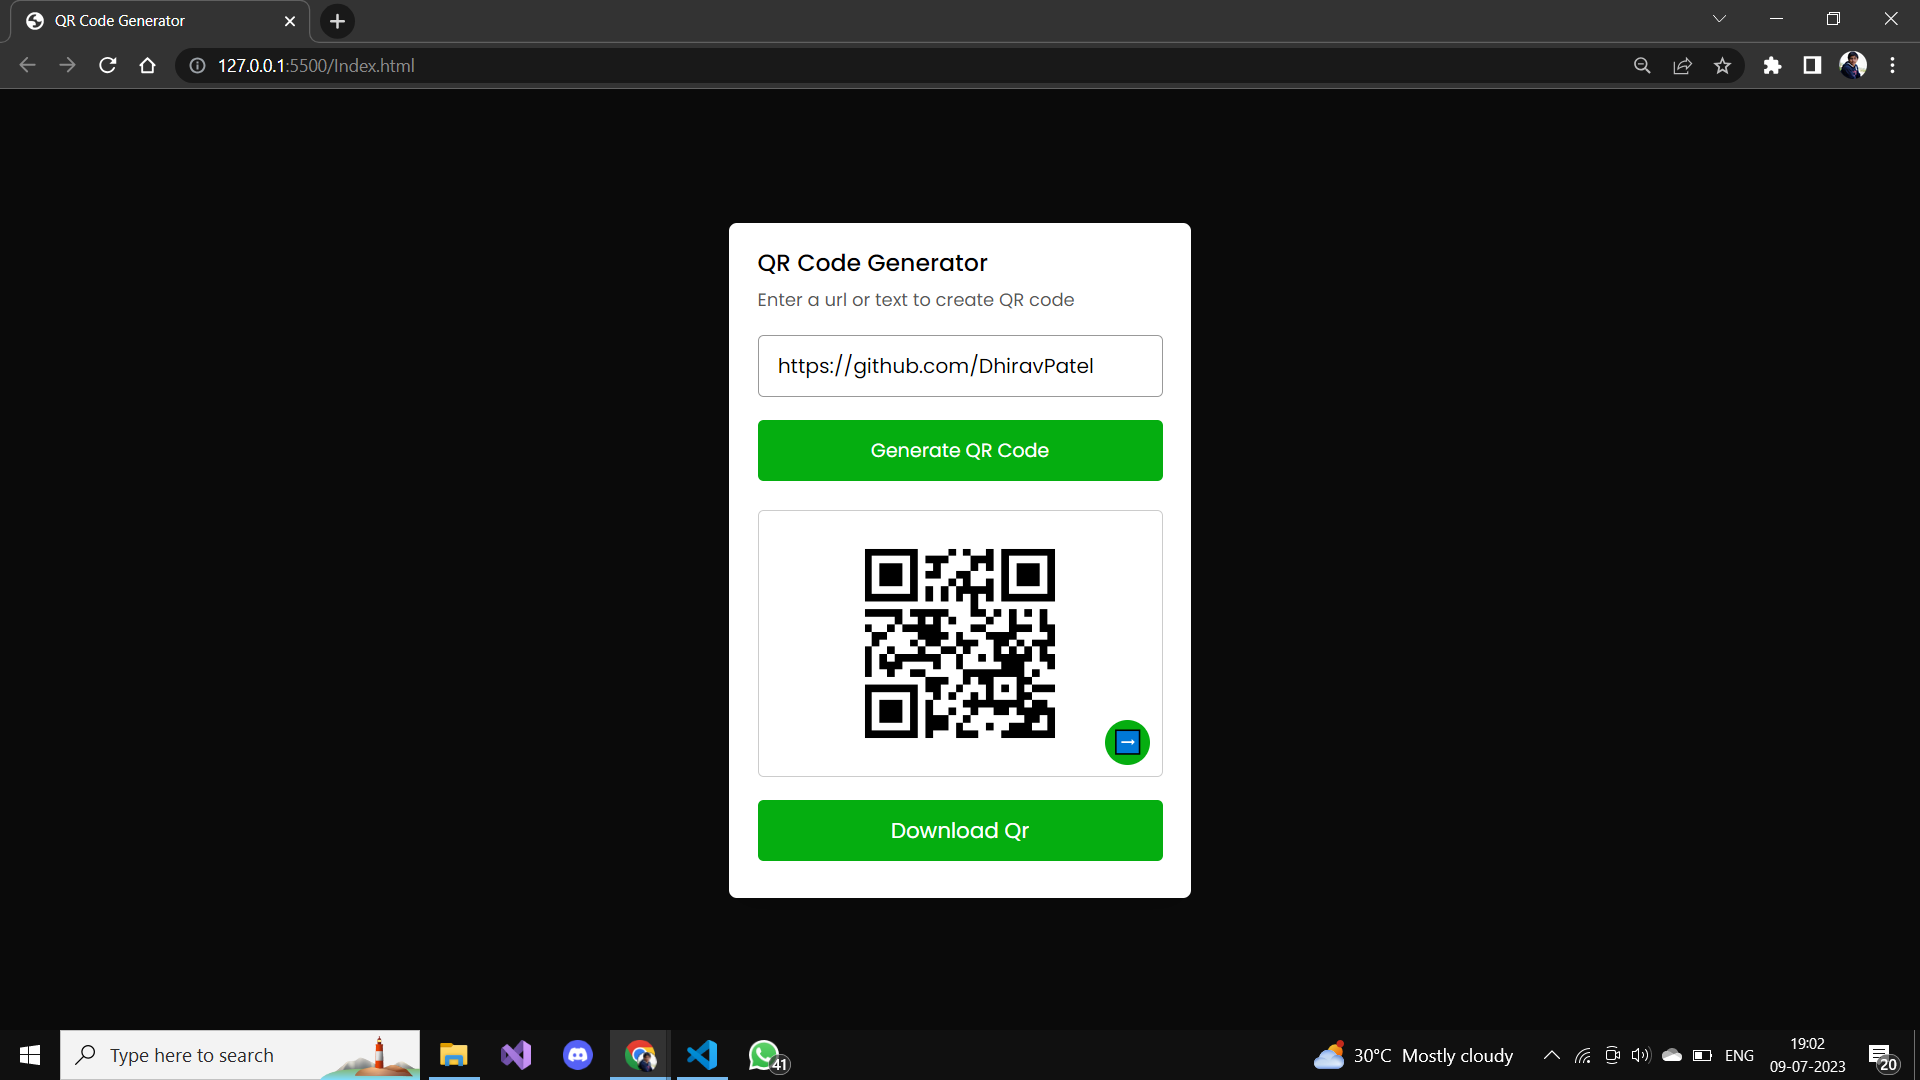 QR Code Generator
127.0.0.1:5500/Index.html
QR Code Generator
Enter a url or text to create QR code
https://github.com/DhiravPatel
Generate QR Code
Download Qr
Type here to search
41
30°C Mostly cloudy
ENG
19:02
09-07-2023
20